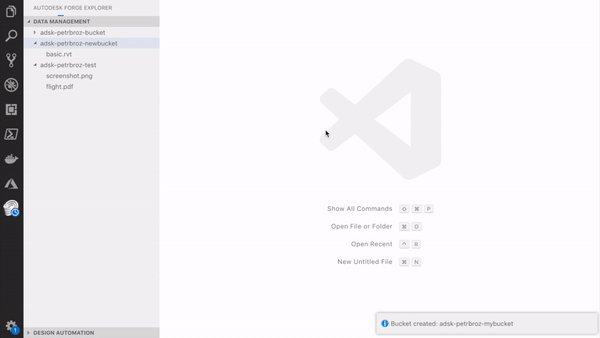 AUTODESK FORGE EXPLORER
DATA MANAGEMENT
adsk-petrbroz-bucket
adsk-petrbroz-newbucket
basic.rvt
adsk-petrbroz-test
screenshot.png
flight.pdf
Show All Commands ⇧ ⌘ P
Open File or Folder ⌘ O
Open Recent ⌃ R
New Untitled File ⌘ N
Bucket created: adsk-petrbroz-mybucket
1
DESIGN AUTOMATION